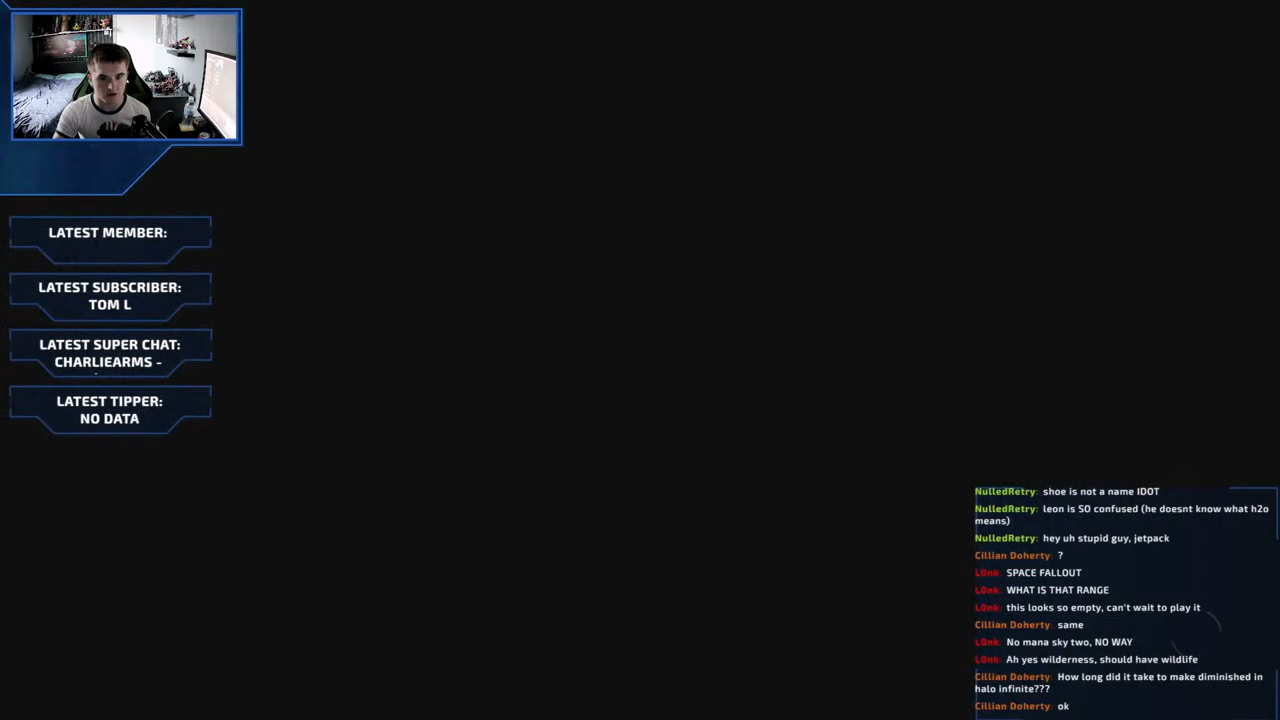 LATEST MEMBER:
LATEST SUBSCRIBER:
TOM L
LATEST SUPER CHAT:
CHARLIEARMS -
LATEST TIPPER:
NO DATA
NulledRetry: shoe is not a name IDOT
NulledRetry: leon is SO confused (he doesnt know what h2o
means)
NulledRetry: hey uh stupid guy, jetpack
Cillian Doherty: ?
L0nk: SPACE FALLOUT
L0nk: WHAT IS THAT RANGE
L0nk: this looks so empty, can't wait to play it
Cillian Doherty: same
L0nk: No mana sky two, NO WAY
L0nk: Ah yes wilderness, should have wildlife
Cillian Doherty: How long did it take to make diminished in
halo infinite???
Cillian Doherty: ok